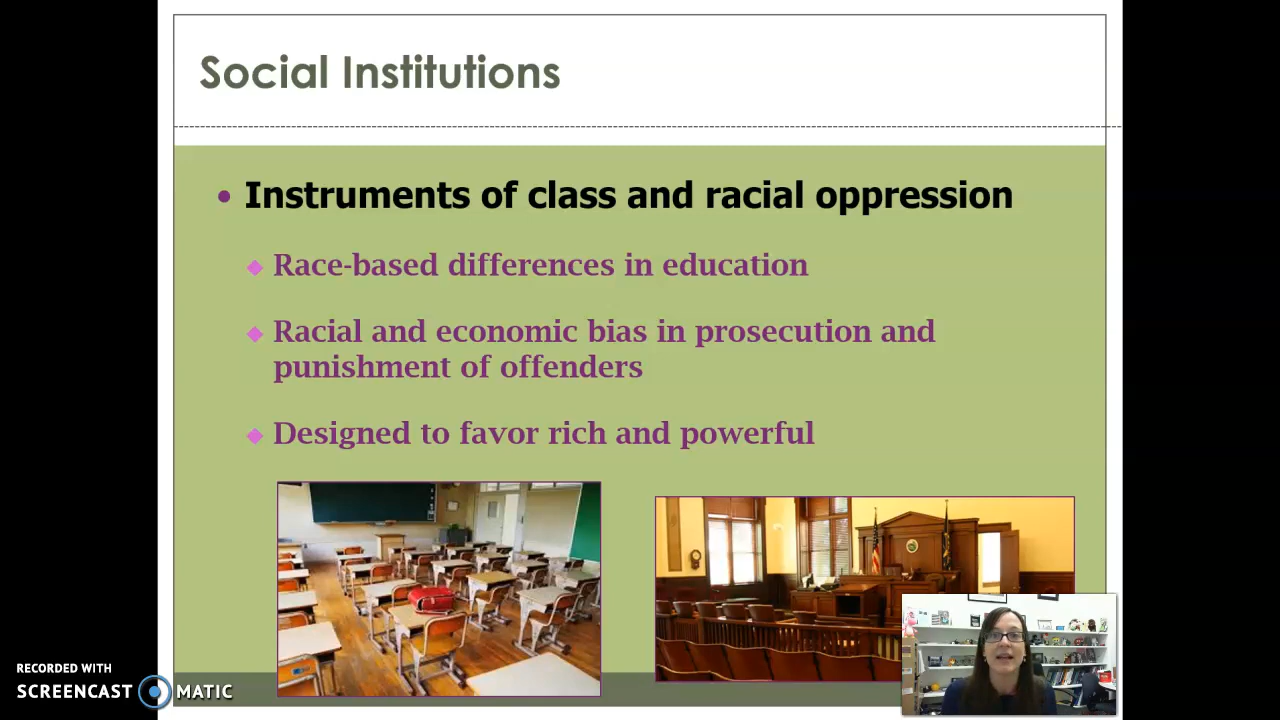 Social Institutions
Instruments of class and racial oppression
Race-based differences in education
Racial and economic bias in prosecution and
punishment of offenders
Designed to favor rich and powerful
RECORDED WITH
SCREENCAST MATIC